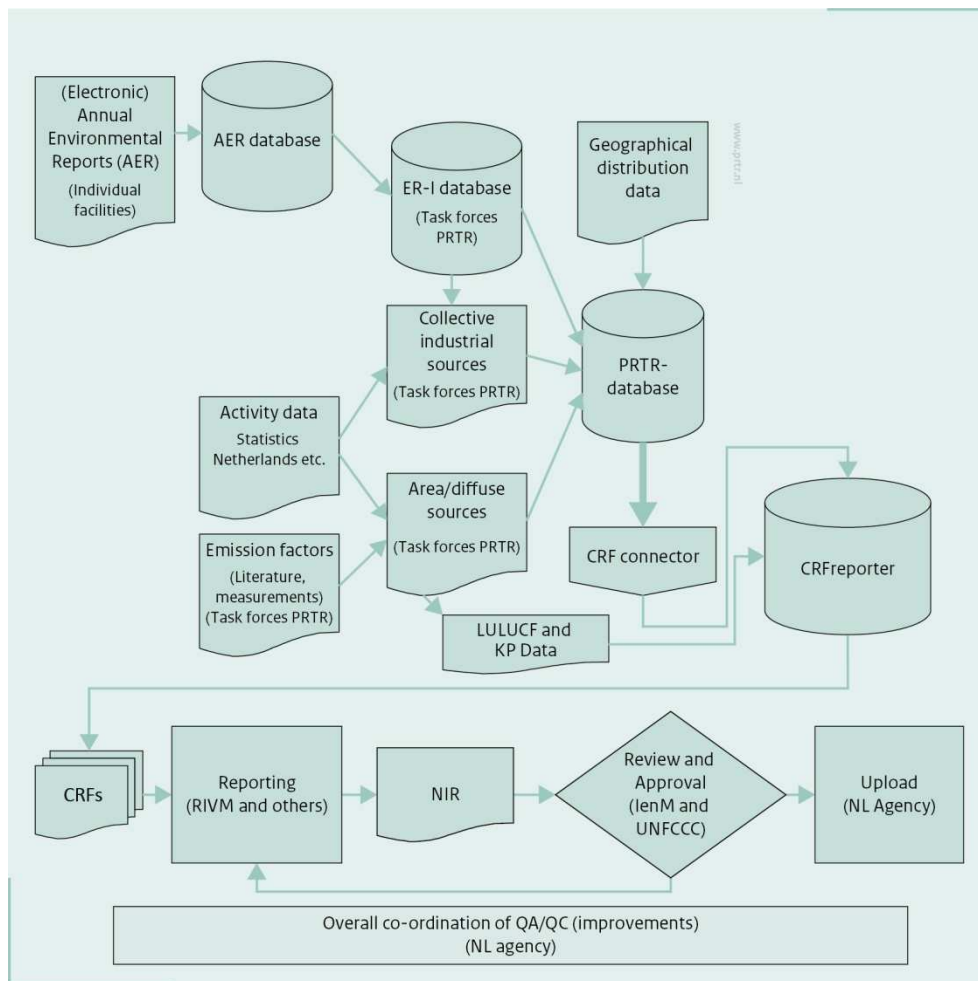 (Electronic)
Annual
Environmental
Reports (AER)
(Individual
facilities)
AER database
ER-I database
(Task forces
PRTR)
Geographical
distribution
data
www.prtr.nl
Collective
industrial
sources
(Task forces PRTR)
PRTR-
database
Activity data
Statistics
Netherlands etc.
Area/diffuse
sources
(Task forces PRTR)
Emission factors
(Literature,
measurements)
(Task forces PRTR)
CRF connector
CRFreporter
LULUCF and
KP Data
CRFs
Reporting
(RIVM and others)
NIR
Review and
Approval
(IenM and
UNFCCC)
Upload
(NL Agency)
Overall co-ordination of QA/QC (improvements)
(NL agency)